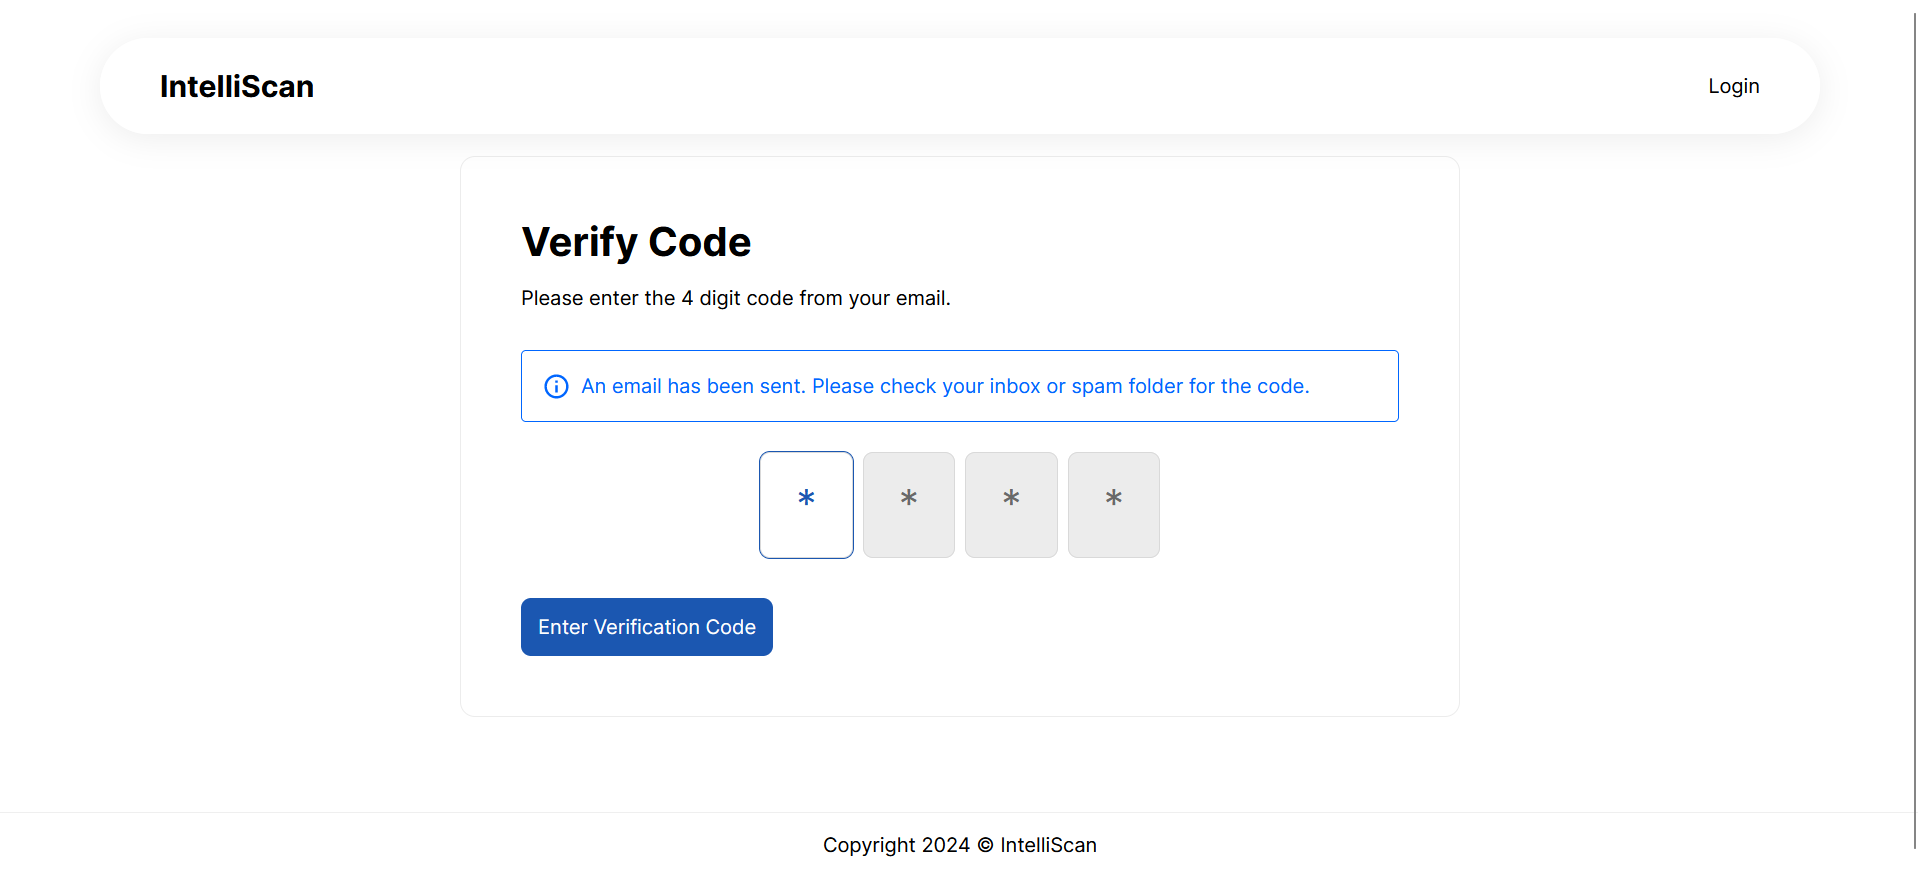 IntelliScan
Login
Verify Code
Please enter the 4 digit code from your email.
An email has been sent. Please check your inbox or spam folder for the code.
* * * *
Enter Verification Code
Copyright 2024 © IntelliScan